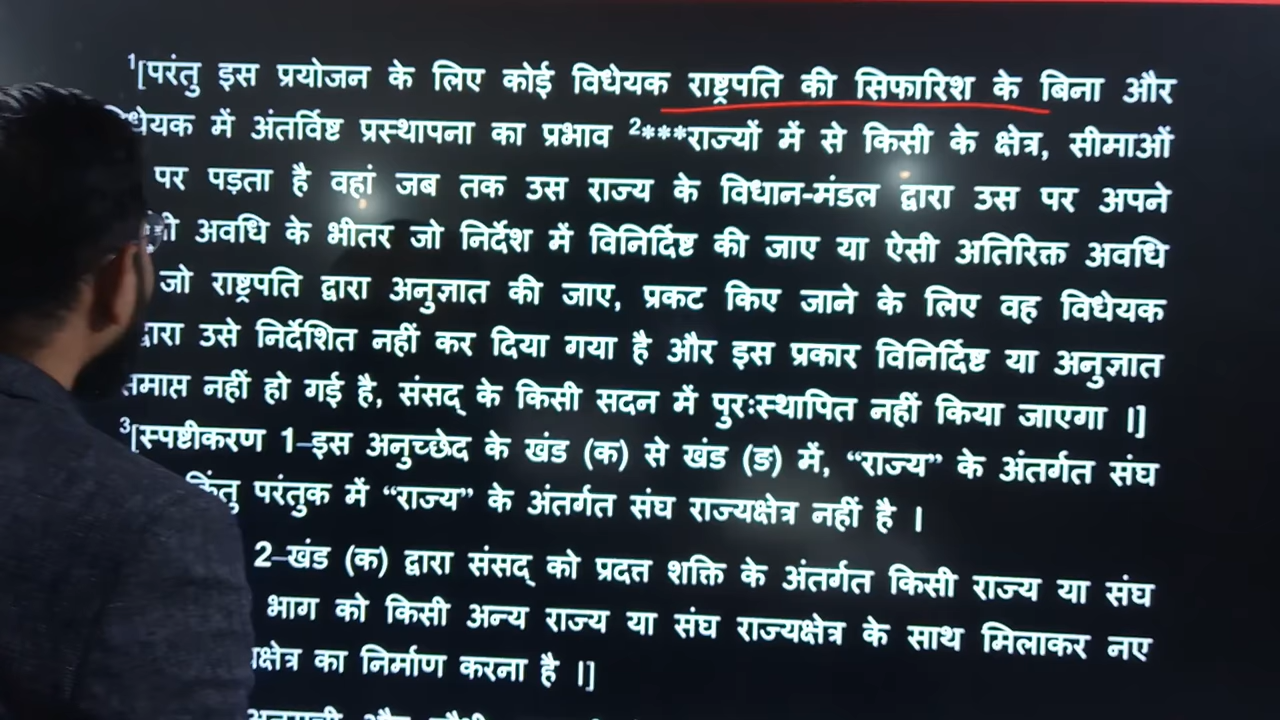 ¹[परंतु इस प्रयोजन के लिए कोई विधेयक राष्ट्रपति की सिफारिश के बिना और
में अंतर्विष्ट प्रस्थापना का प्रभाव ²***राज्यों में से किसी के क्षेत्र, सीमाओं
पर पड़ता है वहां जब तक उस राज्य के विधान-मंडल द्वारा उस पर अपने
अवधि के भीतर जो निर्देश में विनिर्दिष्ट की जाए या ऐसी अतिरिक्त अवधि
जो राष्ट्रपति द्वारा अनुज्ञात की जाए, प्रकट किए जाने के लिए वह विधेयक
उसे निर्देशित नहीं कर दिया गया है और इस प्रकार विनिर्दिष्ट या अनुज्ञात
नहीं हो गई है, संसद् के किसी सदन में पुरःस्थापित नहीं किया जाएगा ।]
³[स्पष्टीकरण 1–इस अनुच्छेद के खंड (क) से खंड (ङ) में, “राज्य” के अंतर्गत संघ
किंतु परंतुक में “राज्य” के अंतर्गत संघ राज्यक्षेत्र नहीं है ।
2–खंड (क) द्वारा संसद् को प्रदत्त शक्ति के अंतर्गत किसी राज्य या संघ
भाग को किसी अन्य राज्य या संघ राज्यक्षेत्र के साथ मिलाकर नए
का निर्माण करना है ।]